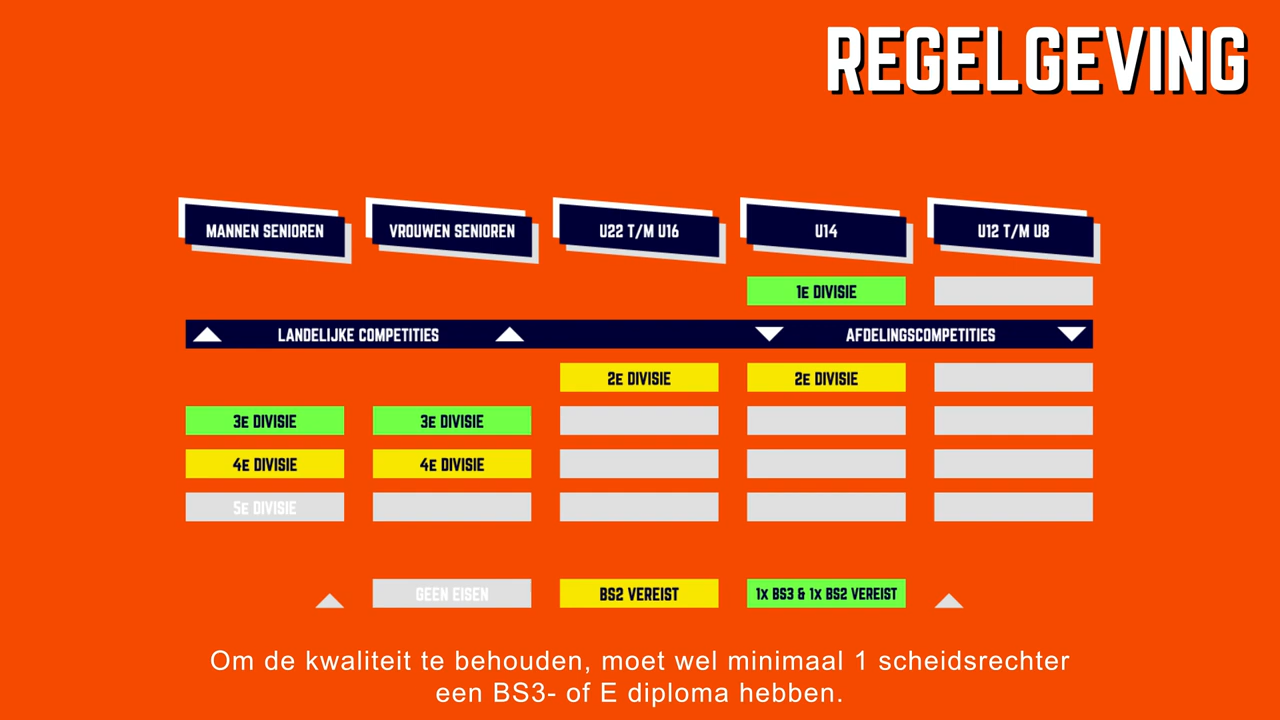 REGELGEVING
MANNEN SENIOREN
VROUWEN SENIOREN
U22 T/M U16
U14
U12 T/M U8
1E DIVISIE
LANDELIJKE COMPETITIES
AFDELINGSCOMPETITIES
2E DIVISIE
2E DIVISIE
3E DIVISIE
3E DIVISIE
4E DIVISIE
4E DIVISIE
5E DIVISIE
GEEN EISEN
BS2 VEREIST
1X BS3 & 1X BS2 VEREIST
Om de kwaliteit te behouden, moet wel minimaal 1 scheidsrechter
een BS3- of E diploma hebben.